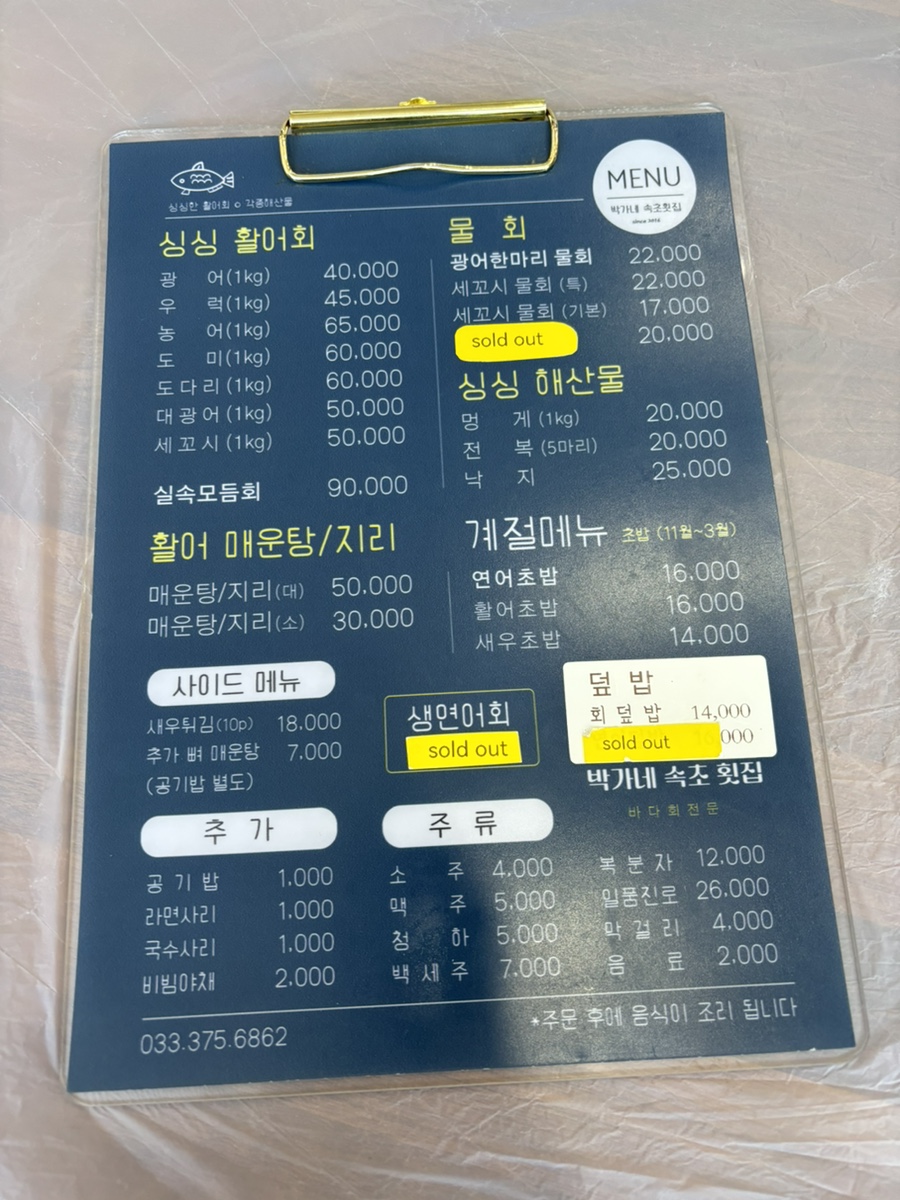 싱싱한 활어회 & 각종해산물
MENU
박가네 속초횟집
싱싱 활어회
광 어(1kg) 40.000
우 럭(1kg) 45.000
농 어(1kg) 65.000
도 미(1kg) 60.000
도다리(1kg) 60.000
대광어(1kg) 50.000
세꼬시(1kg) 50.000
실속모듬회 90.000
물 회
광어한마리 물회 22.000
세꼬시 물회 (특) 22.000
세꼬시 물회 (기본) 17.000
sold out 20.000
싱싱 해산물
멍 게 (1kg) 20.000
전 복 (5마리) 20.000
낙 지 25.000
활어 매운탕/지리
매운탕/지리(대) 50.000
매운탕/지리(소) 30.000
계절메뉴 초밥 (11월~3월)
연어초밥 16.000
활어초밥 16.000
새우초밥 14.000
사이드 메뉴
새우튀김(10p) 18.000
추가 뼈 매운탕 7.000
(공기밥 별도)
생연어회
sold out
덮 밥
회덮밥 14,000
sold out 000
박가네 속초 횟집
바다회전문
추 가
공기밥 1.000
라면사리 1.000
국수사리 1.000
비빔야채 2.000
주 류
소 주 4.000
맥 주 5.000
청 하 5.000
백세주 7.000
복분자 12.000
일품진로 26.000
막걸리 4.000
음 료 2.000
*주문 후에 음식이 조리 됩니다
033.375.6862